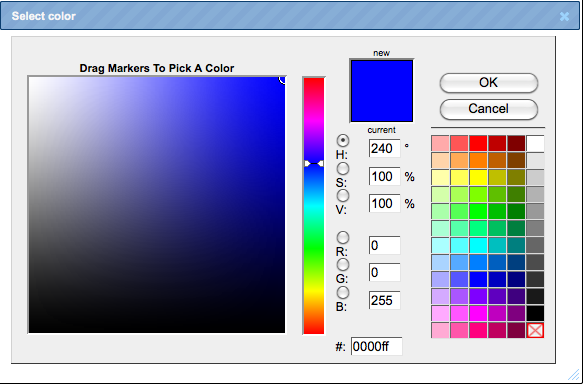 Select color
Drag Markers To Pick A Color
new
current
OK
Cancel
H: 240 °
S: 100 %
V: 100 %
R: 0
G: 0
B: 255
#: 0000ff